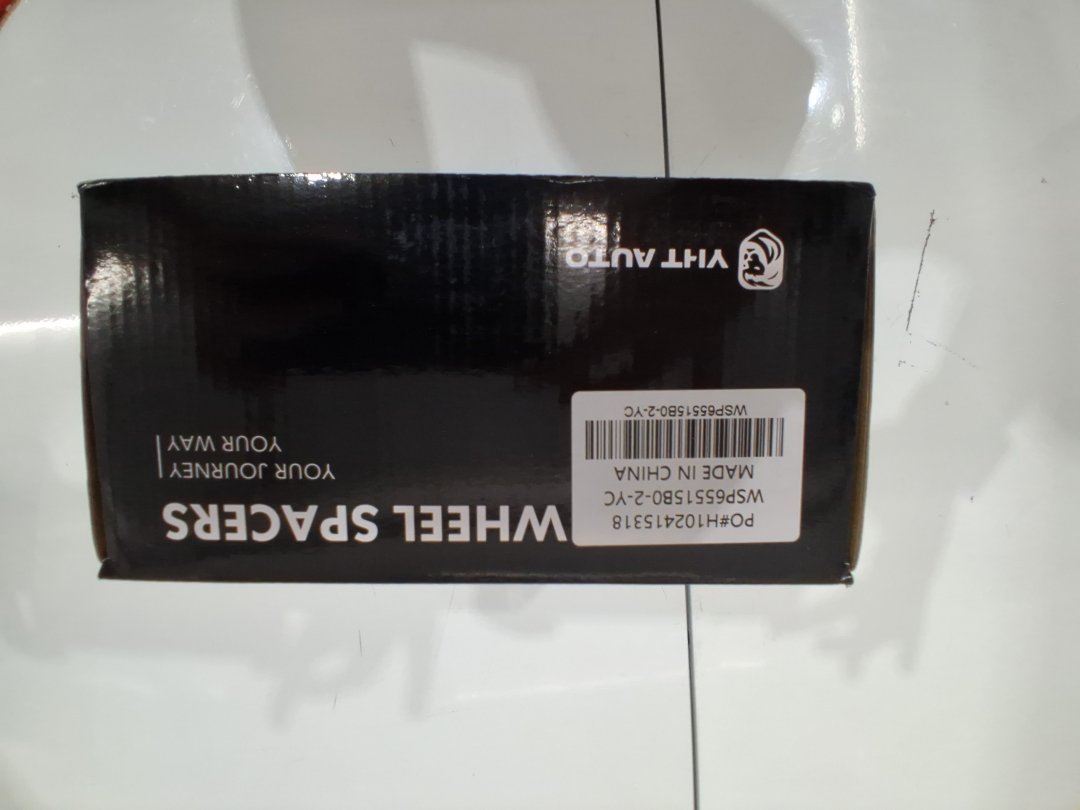 WHEEL SPACERS
YOUR JOURNEY
YOUR WAY
PO#H102415318
WSP65515B0-2-YC
MADE IN CHINA
WSP65515B0-2-YC
YHT AUTO